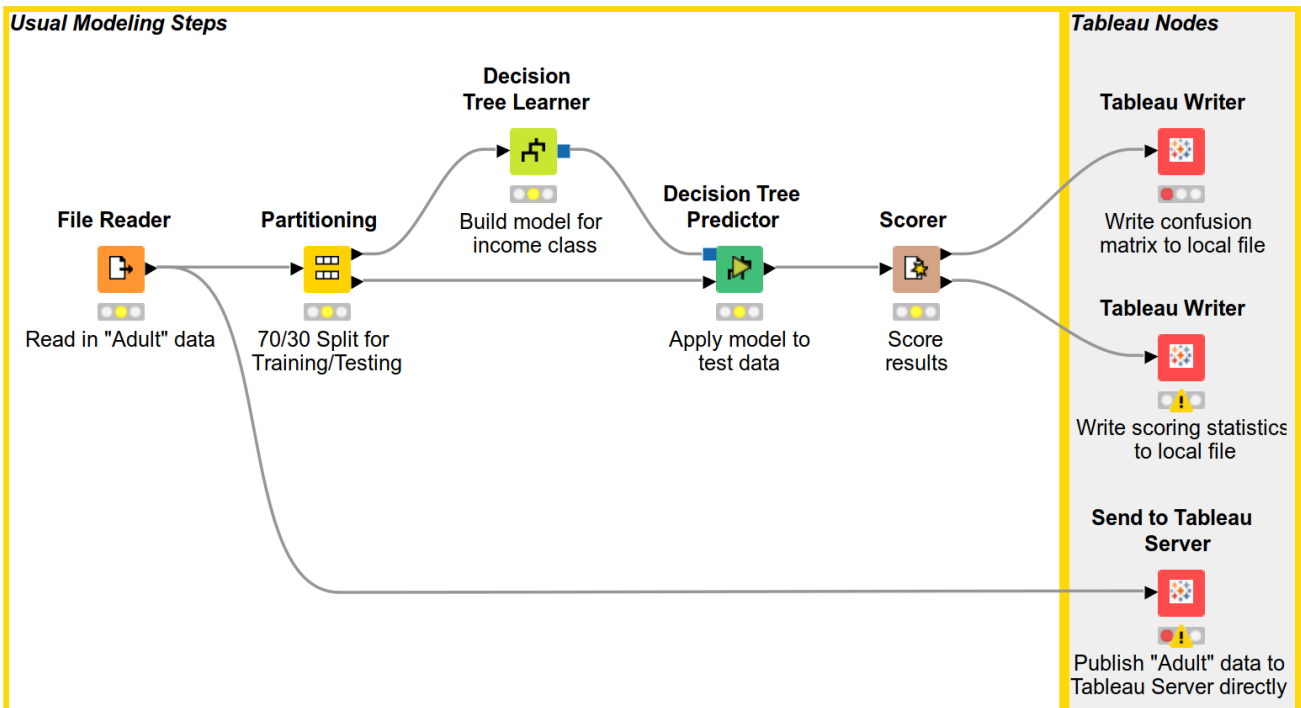 Usual Modeling Steps
Tableau Nodes
Decision
Tree Learner
Build model for
income class
File Reader
Read in "Adult" data
Partitioning
70/30 Split for
Training/Testing
Decision Tree
Predictor
Apply model to
test data
Scorer
Score
results
Tableau Writer
Write confusion
matrix to local file
Tableau Writer
Write scoring statistics
to local file
Send to Tableau
Server
Publish "Adult" data to
Tableau Server directly